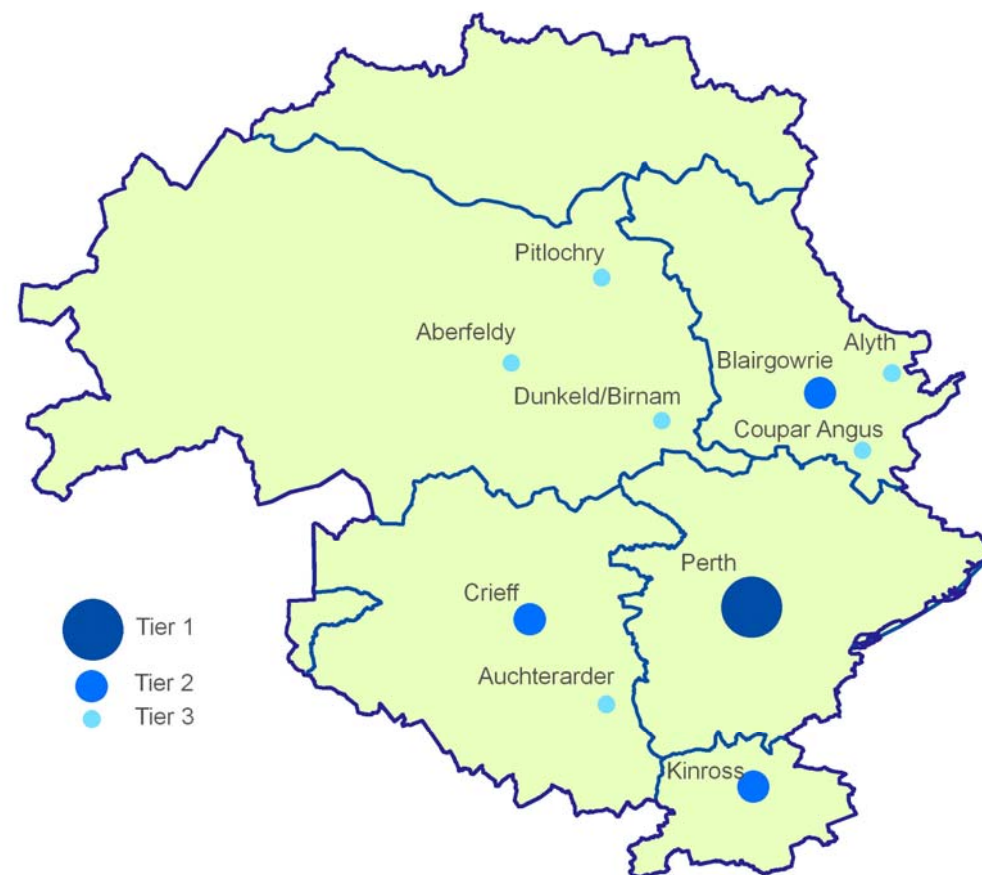 Pitlochry
Aberfeldy
Alyth
Blairgowrie
Dunkeld/Birnam
Coupar Angus
Perth
Crieff
Tier 1
Auchterarder
Tier 2
Tier 3
Kinross